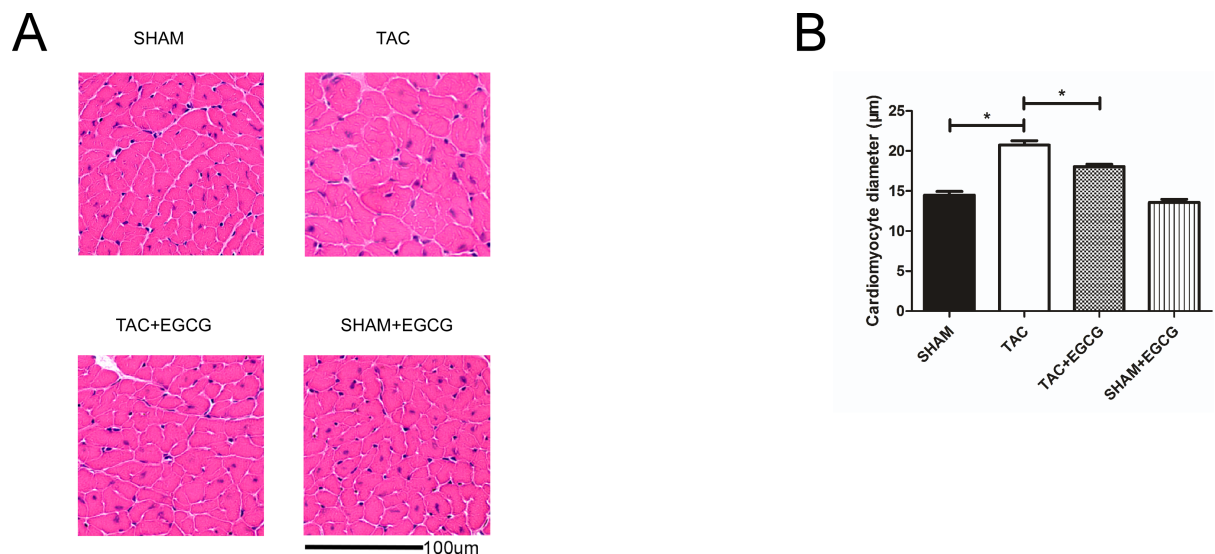 A
SHAM
TAC
TAC+EGCG
SHAM+EGCG
100um
B
Cardiomyocyte diameter (μm)
25
20
15
10
5
0
*
*
SHAM
TAC
TAC+EGCG
SHAM+EGCG